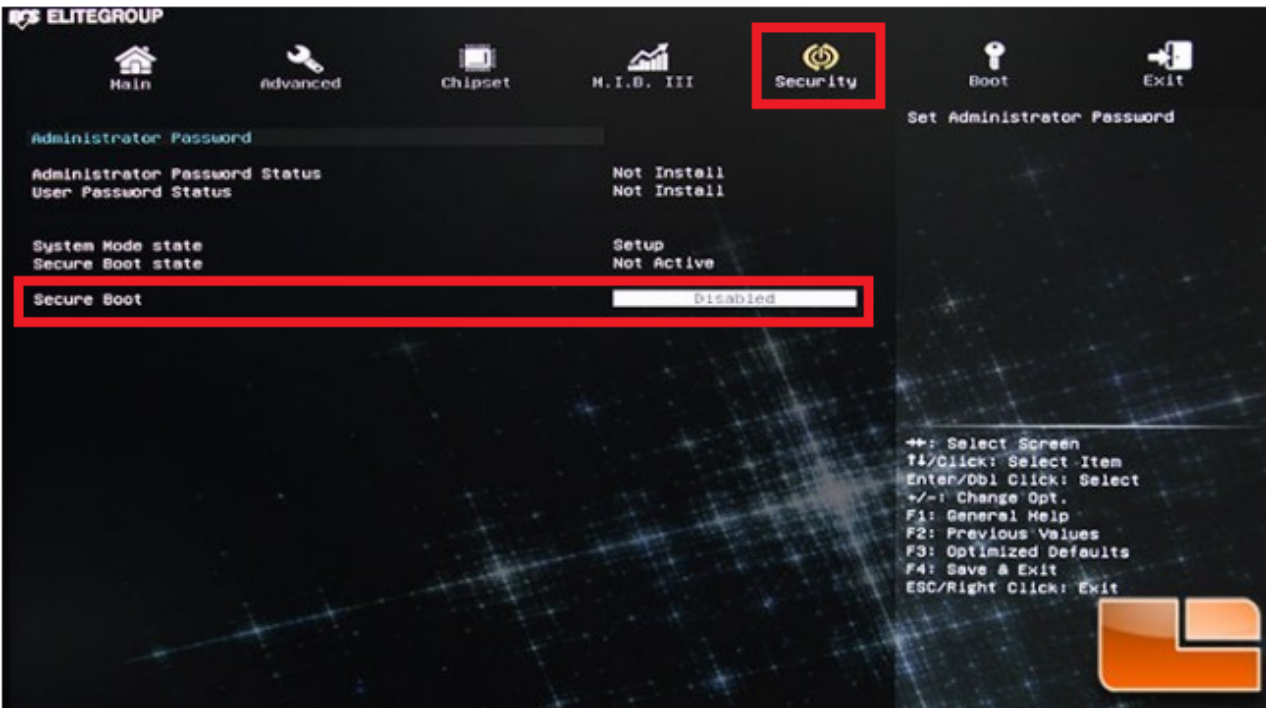 ECS ELITEGROUP
Main Advanced Chipset M.I.B. III Security Boot Exit
Set Administrator Password
Administrator Password
Administrator Password Status Not Install
User Password Status Not Install
System Mode state Setup
Secure Boot state Not Active
Secure Boot Disabled
→←: Select Screen
↑↓/Click: Select Item
Enter/Dbl Click: Select
+/-: Change Opt.
F1: General Help
F2: Previous Values
F3: Optimized Defaults
F4: Save & Exit
ESC/Right Click: Exit